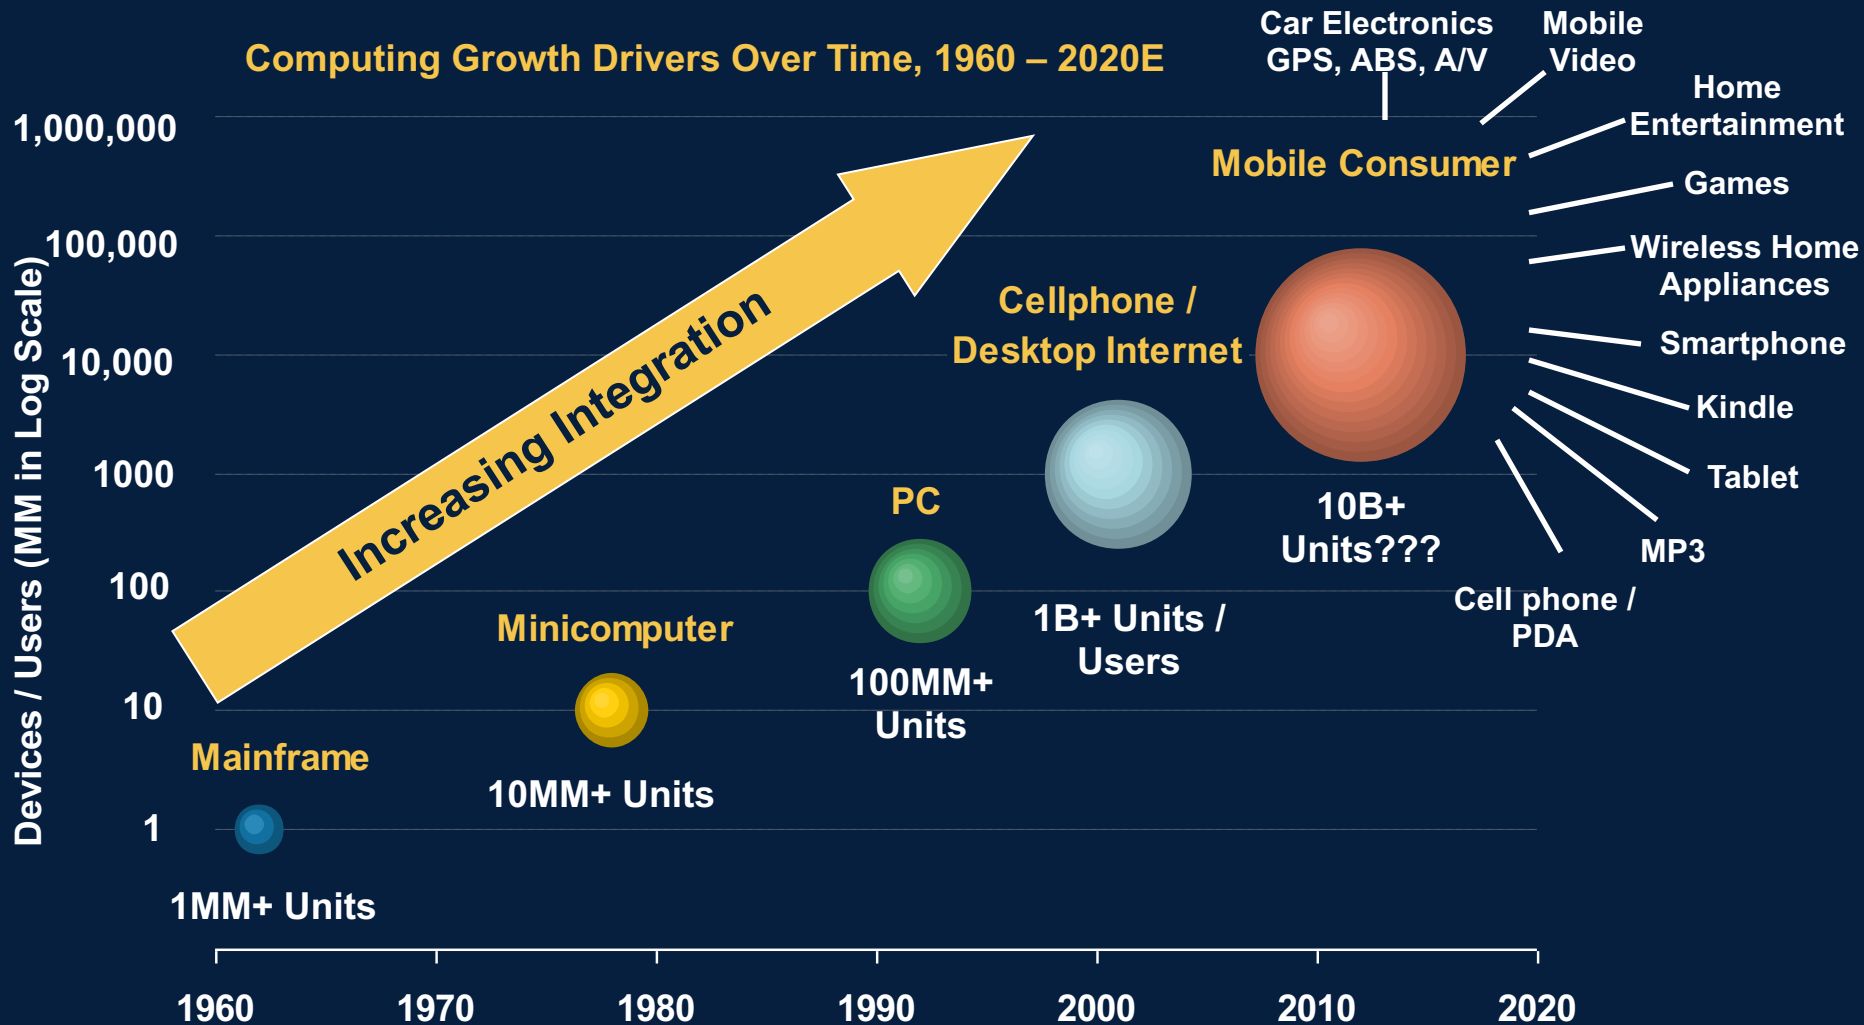 Computing Growth Drivers Over Time, 1960 – 2020E
Car Electronics
GPS, ABS, A/V
Mobile
Video
Home
Entertainment
Games
Wireless Home
Appliances
Smartphone
Kindle
Tablet
MP3
Cell phone /
PDA
Devices / Users (MM in Log Scale)
1,000,000
100,000
10,000
1000
100
10
1
Increasing Integration
Mainframe
1MM+ Units
Minicomputer
10MM+ Units
PC
100MM+
Units
Cellphone /
Desktop Internet
1B+ Units /
Users
Mobile Consumer
10B+
Units???
1960
1970
1980
1990
2000
2010
2020